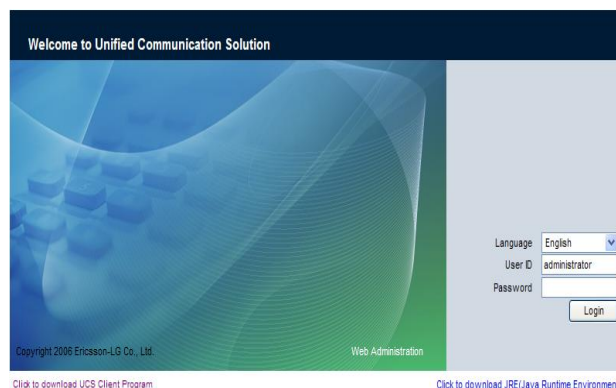 Welcome to Unified Communication Solution
Language English
User ID administrator
Password
Login
Copyright 2006 Ericsson-LG Co., Ltd. Web Administration
Click to download UCS Client Program Click to download JRE(Java Runtime Environmen